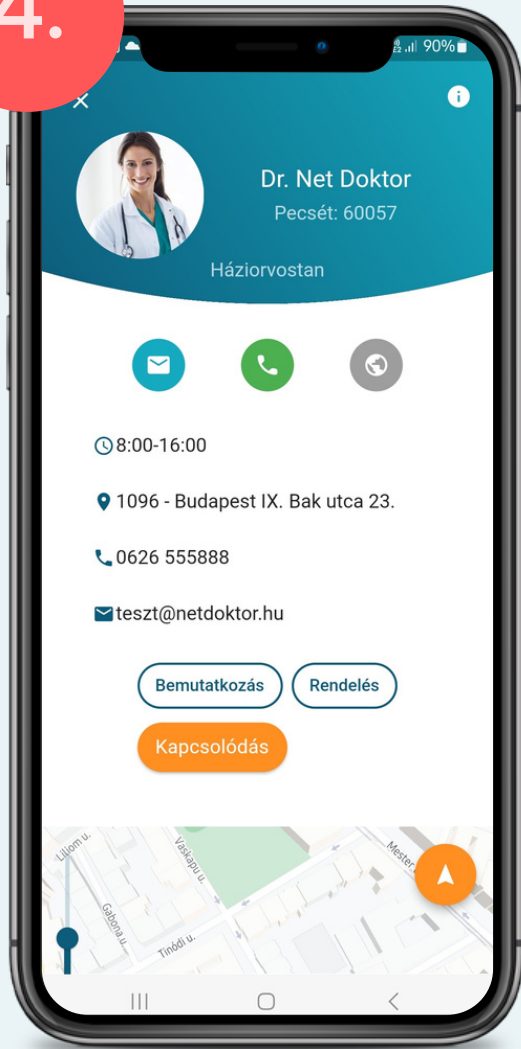 4.
90%
Dr. Net Doktor
Pecsét: 60057
Háziorvostan
8:00-16:00
1096 - Budapest IX. Bak utca 23.
0626 555888
teszt@netdoktor.hu
Bemutatkozás
Rendelés
Kapcsolódás
Liliom u.
Vaskapu u.
Mester
Gabona u.
Tinódi u.